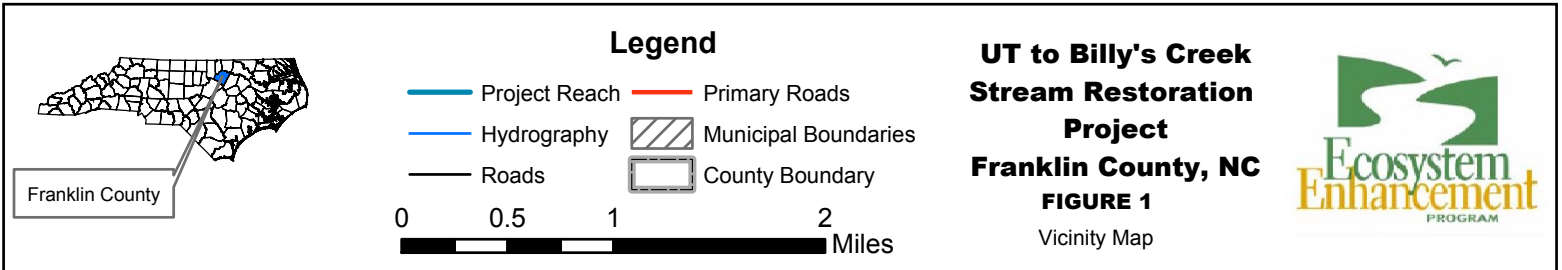 Franklin County
Legend
Project Reach
Primary Roads
Hydrography
Municipal Boundaries
Roads
County Boundary
0 0.5 1 2
Miles
UT to Billy's Creek
Stream Restoration
Project
Franklin County, NC
FIGURE 1
Vicinity Map
Ecosystem
Enhancement
PROGRAM